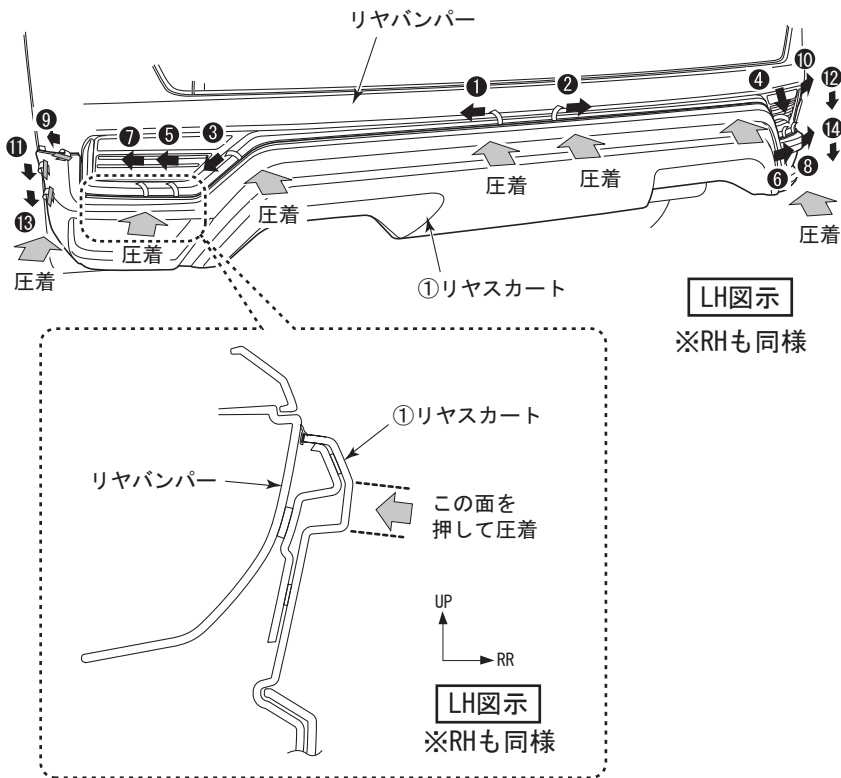 リヤバンパー
❶
❷
❸
❹
❺
❻
❼
❽
❾
❿
⓫
⓬
⓭
⓮
圧着
圧着
圧着
圧着
圧着
圧着
①リヤスカート
LH図示
※RHも同様
①リヤスカート
リヤバンパー
この面を
押して圧着
UP
RR
LH図示
※RHも同様